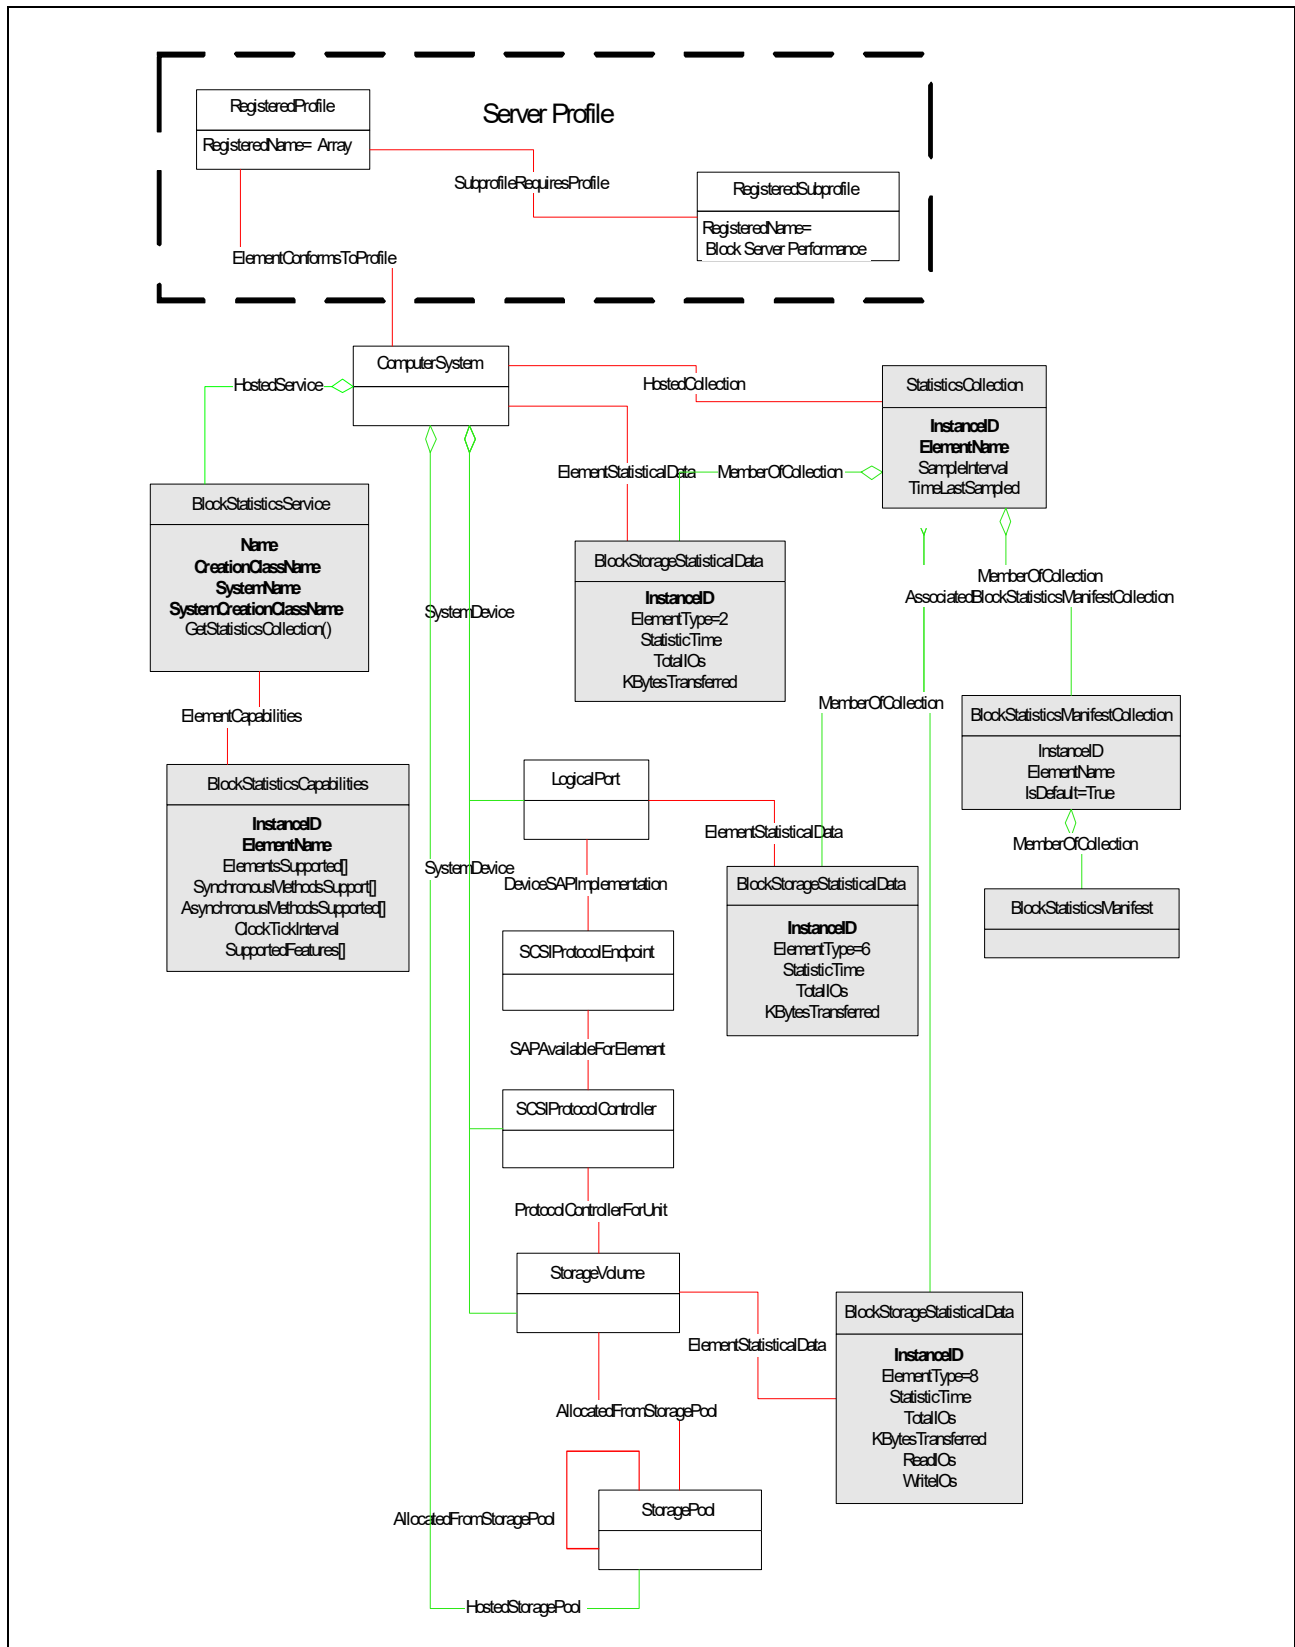 Server Profile
RegisteredProfile
RegisteredName= Array
SubprofileRequiresProfile
RegisteredSubprofile
RegisteredName=
Block Server Performance
ElementConformsToProfile
ComputerSystem
HostedService
HostedCollection
StatisticsCollection
InstanceID
ElementName
SampleInterval
TimeLastSampled
ElementStatisticalData
MemberOfCollection
BlockStatisticsService
Name
CreationClassName
SystemName
SystemCreationClassName
GetStatisticsCollection()
BlockStorageStatisticalData
InstanceID
ElementType=2
StatisticTime
TotalIOs
KBytesTransferred
MemberOfCollection
AssociatedBlockStatisticsManifestCollection
SystemDevice
ElementCapabilities
MemberOfCollection
BlockStatisticsManifestCollection
InstanceID
ElementName
IsDefault=True
BlockStatisticsCapabilities
InstanceID
ElementName
ElementsSupported[]
SynchronousMethodsSupport[]
AsynchronousMethodsSupported[]
ClockTickInterval
SupportedFeatures[]
LogicalPort
ElementStatisticalData
MemberOfCollection
SystemDevice
DeviceSAPImplementation
BlockStorageStatisticalData
InstanceID
ElementType=6
StatisticTime
TotalIOs
KBytesTransferred
BlockStatisticsManifest
SCSIProtocolEndpoint
SAPAvailableForElement
SCSIProtocolController
ProtocolControllerForUnit
StorageVolume
ElementStatisticalData
BlockStorageStatisticalData
InstanceID
ElementType=8
StatisticTime
TotalIOs
KBytesTransferred
ReadIOs
WriteIOs
AllocatedFromStoragePool
StoragePool
AllocatedFromStoragePool
HostedStoragePool